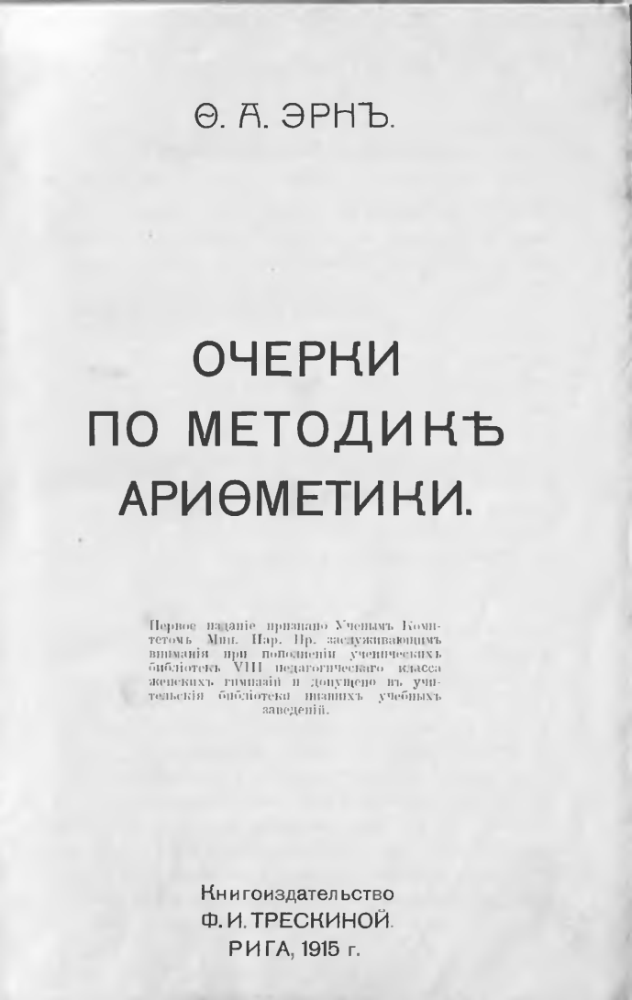 Ѳ. А. ЭРНЪ.
ОЧЕРКИ
ПО МЕТОДИКѢ
АРИѲМЕТИКИ.
Первое изданіе признано Ученымъ Коми-
тетомъ Мин. Нар. Пр. заслуживающимъ
вниманія при пополненіи ученическихъ
библіотекъ VIII педагогическаго класса
женскихъ гимназій и допущено въ учи-
тельскія библіотеки низшихъ учебныхъ
заведеній.
Книгоиздательство
Ф. И. ТРЕСКИНОЙ.
РИГА, 1915 г.